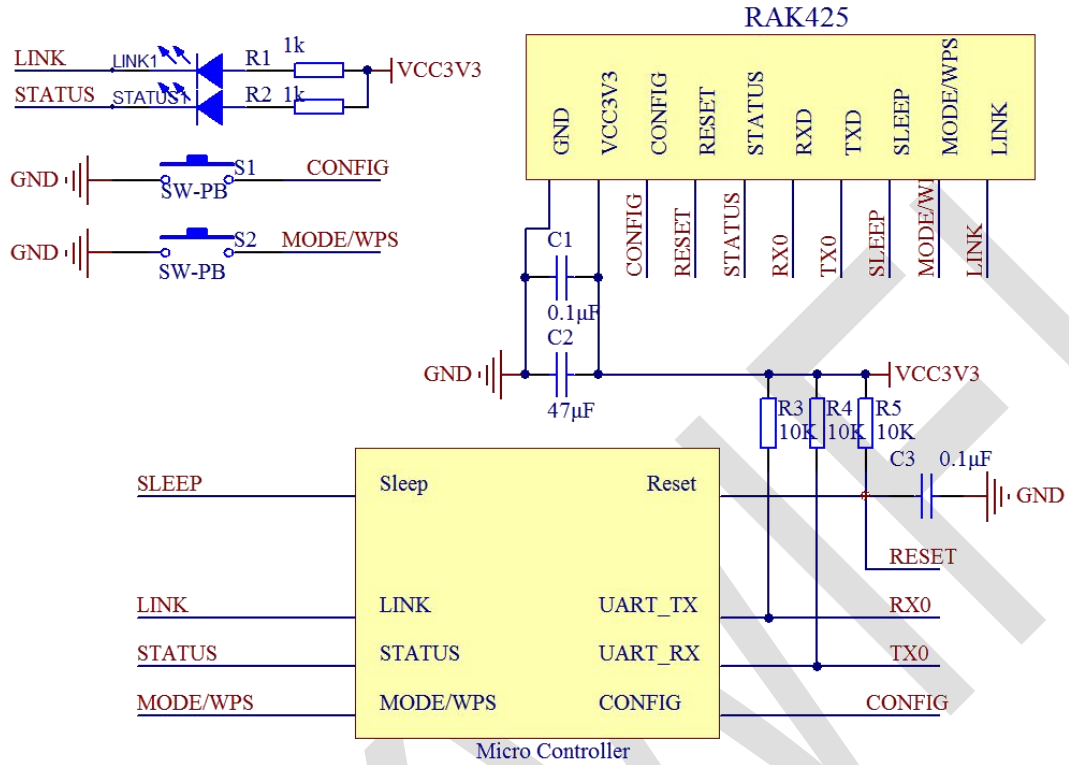 RAK425
LINK LINK1 R1 1k
VCC3V3
STATUS STATUS1 R2 1k
GND S1 CONFIG
SW-PB
GND S2 MODE/WPS
SW-PB
GND VCC3V3 CONFIG RESET STATUS RXD TXD SLEEP MODE/WPS LINK
CONFIG RESET STATUS RX0 TX0 SLEEP MODE/WP LINK
C1
0.1µF
C2
GND
47µF
VCC3V3
R3 R4 R5
10K 10K 10K
C3 0.1µF
GND
SLEEP Sleep Reset
RESET
LINK LINK UART_TX RX0
STATUS STATUS UART_RX TX0
MODE/WPS MODE/WPS CONFIG CONFIG
Micro Controller